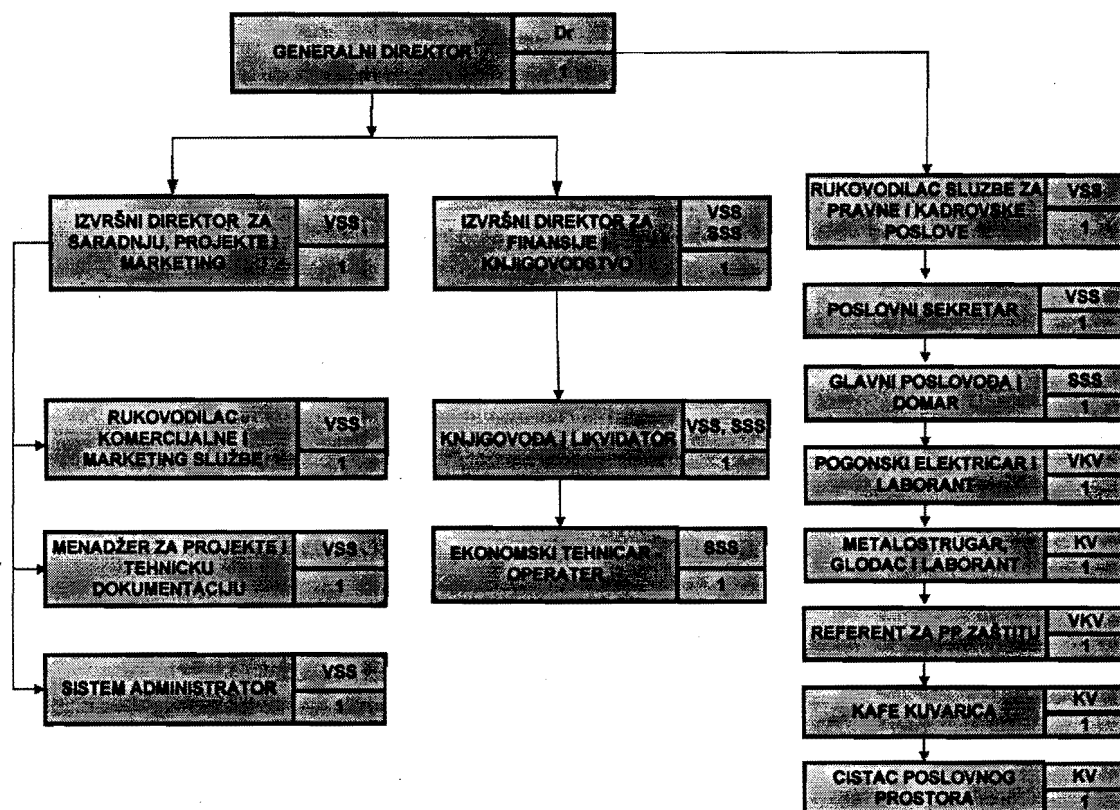 GENERALNI DIREKTOR
Dr
1
IZVRŠNI DIREKTOR ZA
SARADNJU, PROJEKTE I
MARKETING
VSS
1
IZVRŠNI DIREKTOR ZA
FINANSIJE I
KNJIGOVODSTVO
VSS
SSS
1
RUKOVODILAC SLUZBE ZA
PRAVNE I KADROVSKE
POSLOVE
VSS
1
RUKOVODILAC
KOMERCIJALNE I
MARKETING SLUŽBE
VSS
1
MENADŽER ZA PROJEKTE I
TEHNICKU
DOKUMENTACIJU
VSS
1
SISTEM ADMINISTRATOR
VSS
1
KNJIGOVOĐA I LIKVIDATOR
VSS, SSS
1
EKONOMSKI TEHNICAR
OPERATER
SSS
1
POSLOVNI SEKRETAR
VSS
1
GLAVNI POSLOVOĐA I
DOMAR
SSS
1
POGONSKI ELEKTRICAR I
LABORANT
VKV
1
METALOSTRUGAR,
GLODAC I LABORANT
KV
1
REFERENT ZA PP ZAŠTITU
VKV
1
KAFE KUVARICA
KV
1
CISTAC POSLOVNOG
PROSTORA
KV
1